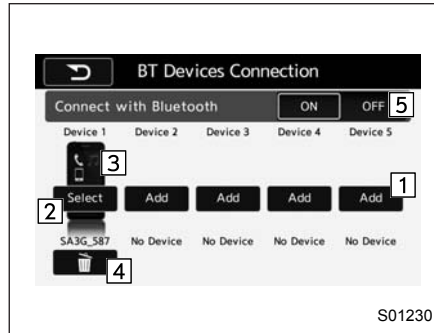 BT Devices Connection
Connect with Bluetooth ON OFF 5
Device 1 Device 2 Device 3 Device 4 Device 5
3
1
Select Add Add Add Add
2
SA3G_587 No Device No Device No Device No Device
4
S01230